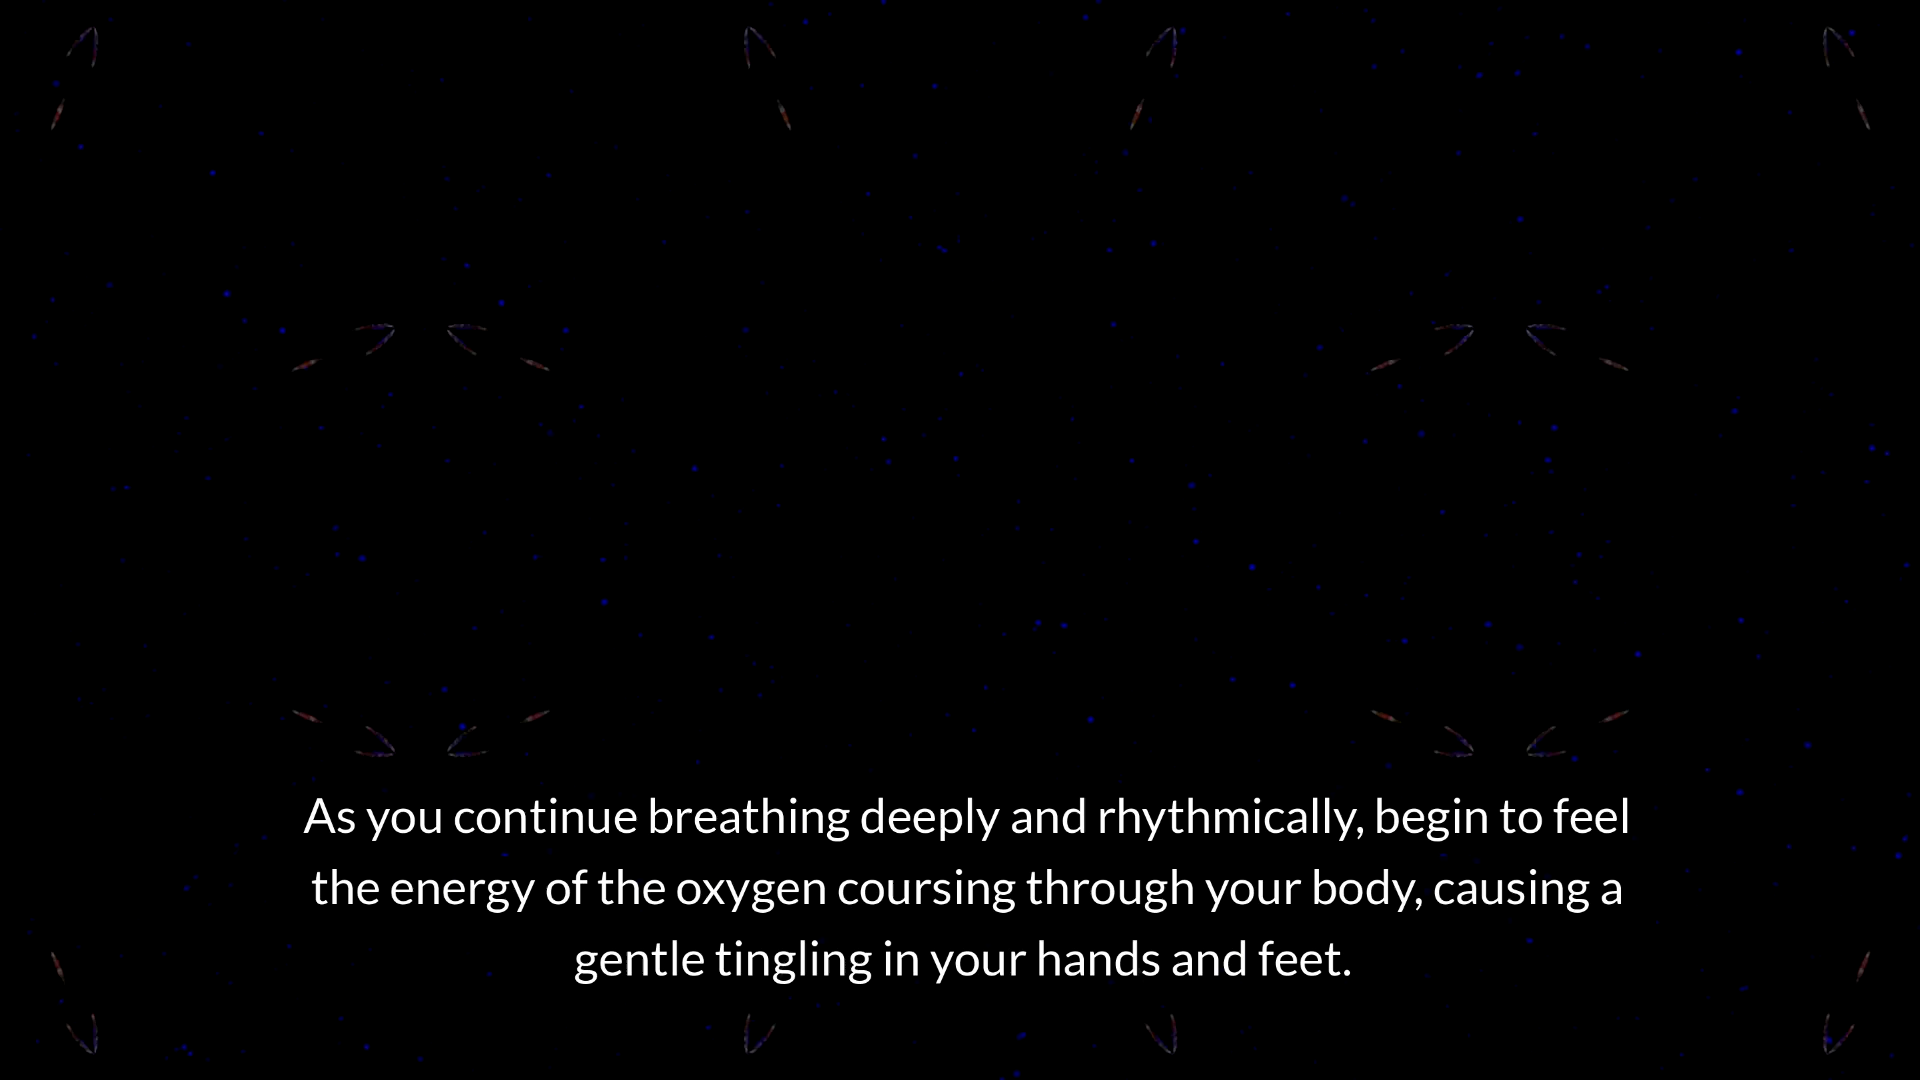 As you continue breathing deeply and rhythmically, begin to feel
the energy of the oxygen coursing through your body, causing a
gentle tingling in your hands and feet.